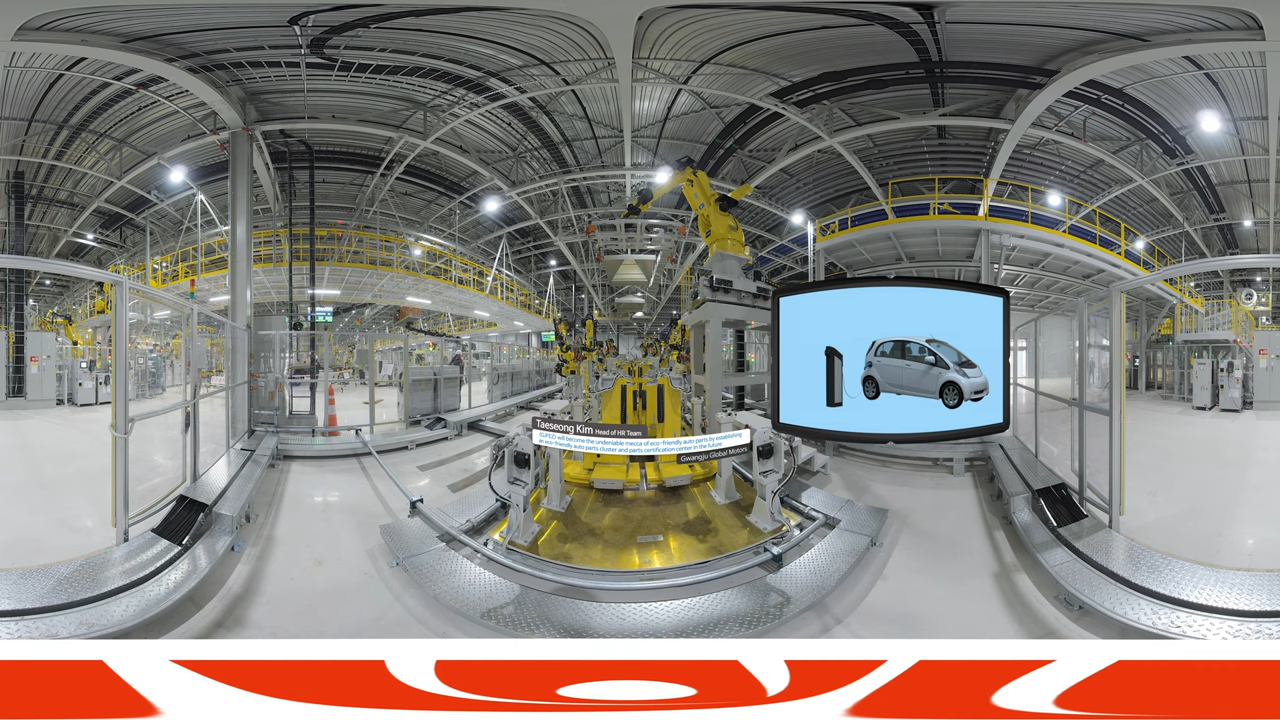 Taeseong Kim Head of HR Team
(GJFEZ) will become the undeniable mecca of eco-friendly auto parts by establishing
an eco-friendly auto parts cluster and parts certification center in the future
Gwangju Global Motors